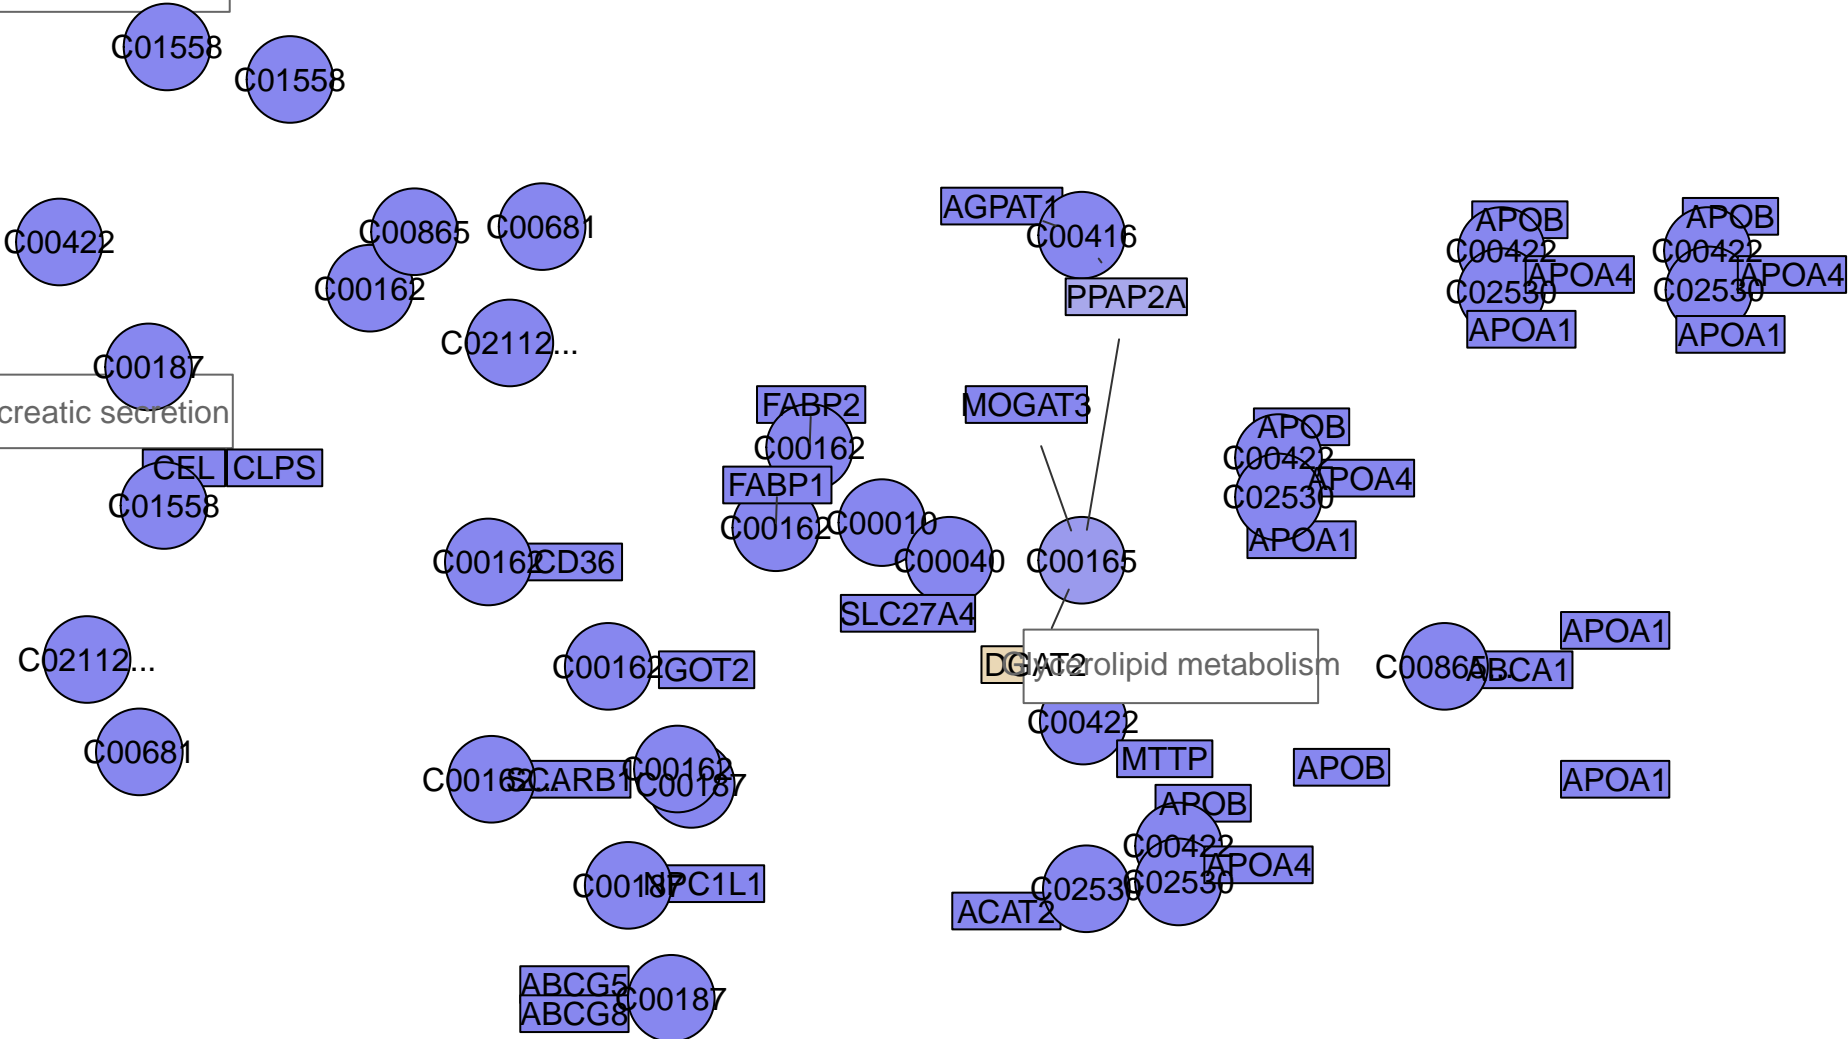 C01558
C01558
AGPAT1
C00416
C00422
C00865
C00681
C00162
C02112...
PPAP2A
APOB
C00422
APOA4
C02530
APOA1
APOB
C00422
APOA4
C02530
APOA1
C00187
creatic secretion
CEL
CLPS
C01558
FABP2
C00162
FABP1
C00162
C00010
C00040
SLC27A4
MOGAT3
C00165
APOB
C00422
APOA4
C02530
APOA1
C00162
CD36
C02112...
C00162
GOT2
DGAT2
Glycerolipid metabolism
C00422
MTTP
APOA1
C00865...
ABCA1
C00681
C00162...
SCARB1
C00162
C00187
APOB
APOA1
APOB
C00422
APOA4
C02530
C02530
ACAT2
C00187
NPC1L1
ABCG5
ABCG8
C00187